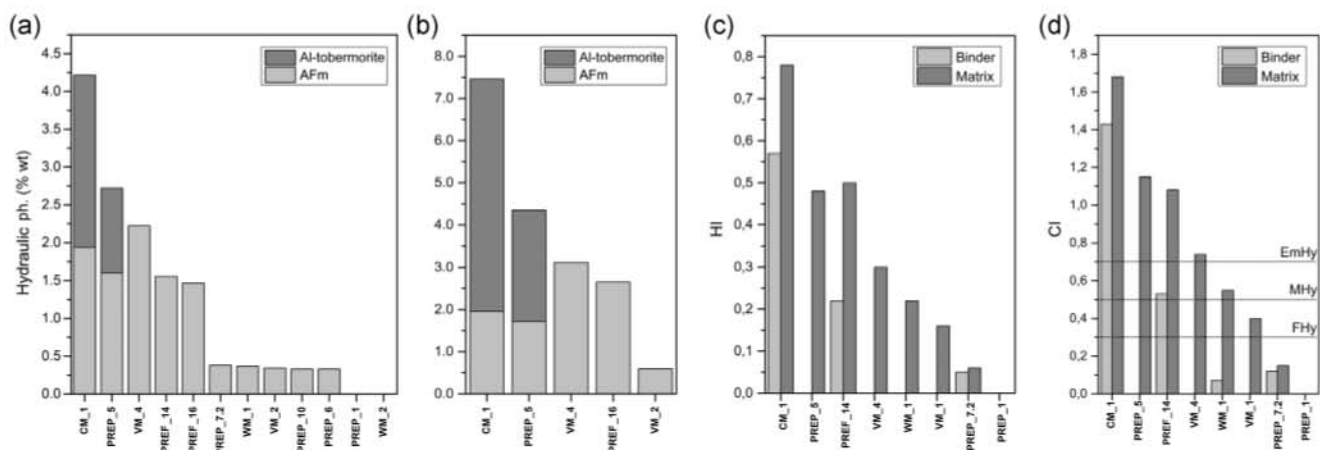 (a)
Hydraulic ph. (% wt)
4.5
4.0
3.5
3.0
2.5
2.0
1.5
1.0
0.5
0.0
Al-tobermorite
AFm
CM_1
PREP_5
VM_4
PREF_14
PREF_16
PREP_7.2
WM_1
VM_2
PREP_10
PREP_6
PREP_1
WM_2
(b)
8.0
7.0
6.0
5.0
4.0
3.0
2.0
1.0
0.0
Al-tobermorite
AFm
CM_1
PREP_5
VM_4
PREF_16
VM_2
(c)
HI
0,8
0,7
0,6
0,5
0,4
0,3
0,2
0,1
0,0
Binder
Matrix
CM_1
PREP_5
PREF_14
VM_4
WM_1
VM_1
PREP_7.2
PREP_1
(d)
CI
1,8
1,6
1,4
1,2
1,0
0,8
0,6
0,4
0,2
0,0
Binder
Matrix
EmHy
MHy
FHy
CM_1
PREP_5
PREF_14
VM_4
WM_1
VM_1
PREP_7.2
PREP_1